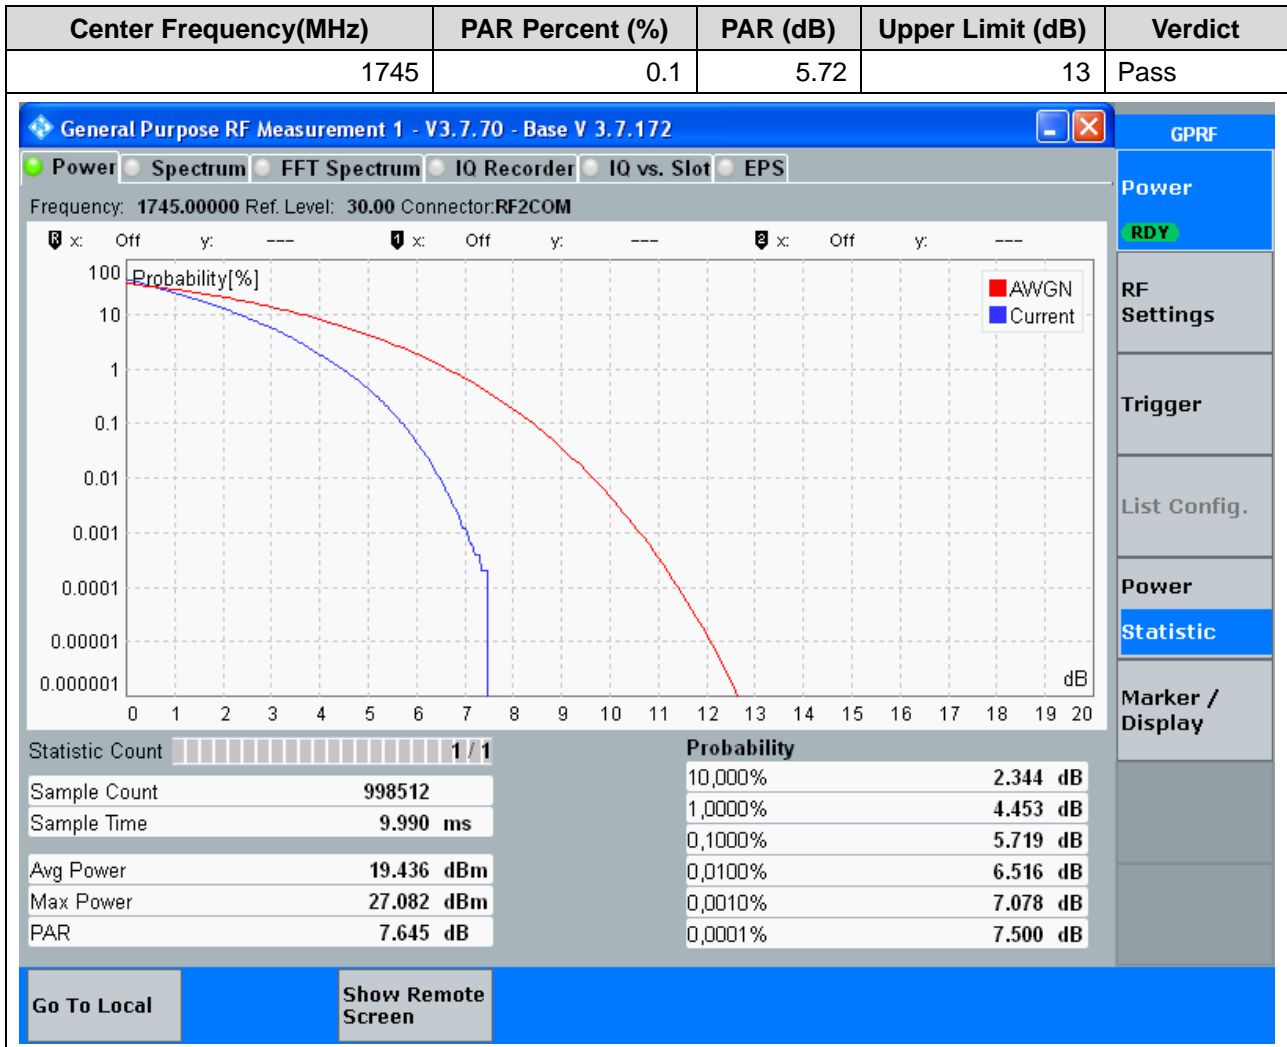 Center Frequency(MHz) PAR Percent (%) PAR (dB) Upper Limit (dB) Verdict
1745 0.1 5.72 13 Pass
General Purpose RF Measurement 1 - V3.7.70 - Base V 3.7.172
GPRF
Power Spectrum FFT Spectrum IQ Recorder IQ vs. Slot EPS
Power
RDY
Frequency: 1745.00000 Ref. Level: 30.00 Connector:RF2COM
R x: Off y: --- 1 x: Off y: --- 2 x: Off y: ---
Probability[%]
AWGN
Current
100
10
1
0.1
0.01
0.001
0.0001
0.00001
0.000001
dB
0 1 2 3 4 5 6 7 8 9 10 11 12 13 14 15 16 17 18 19 20
RF
Settings
Trigger
List Config.
Power
Statistic
Marker /
Display
Statistic Count 1 / 1
Sample Count 998512
Sample Time 9.990 ms
Avg Power 19.436 dBm
Max Power 27.082 dBm
PAR 7.645 dB
Probability
10,000% 2.344 dB
1,0000% 4.453 dB
0,1000% 5.719 dB
0,0100% 6.516 dB
0,0010% 7.078 dB
0,0001% 7.500 dB
Go To Local
Show Remote
Screen